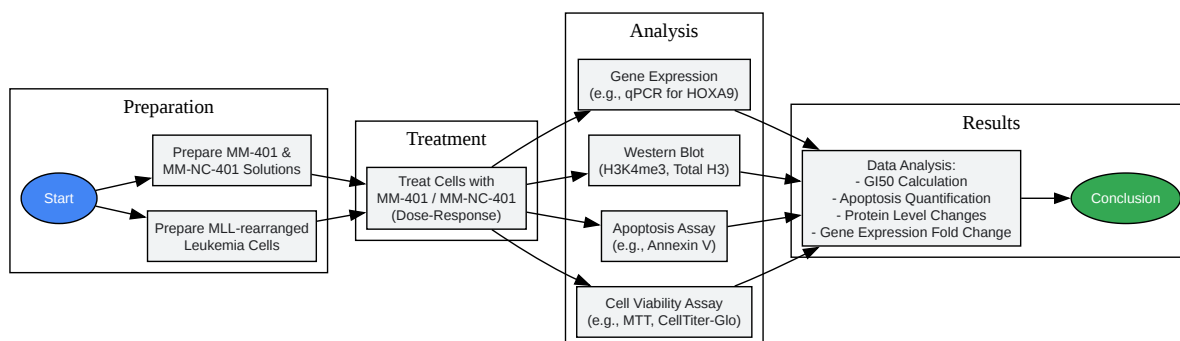 Preparation
Start
Prepare MM-401 &
MM-NC-401 Solutions
Prepare MLL-rearranged
Leukemia Cells
Treatment
Treat Cells with
MM-401 / MM-NC-401
(Dose-Response)
Analysis
Gene Expression
(e.g., qPCR for HOXA9)
Western Blot
(H3K4me3, Total H3)
Apoptosis Assay
(e.g., Annexin V)
Cell Viability Assay
(e.g., MTT, CellTiter-Glo)
Results
Data Analysis:
- GI50 Calculation
- Apoptosis Quantification
- Protein Level Changes
- Gene Expression Fold Change
Conclusion